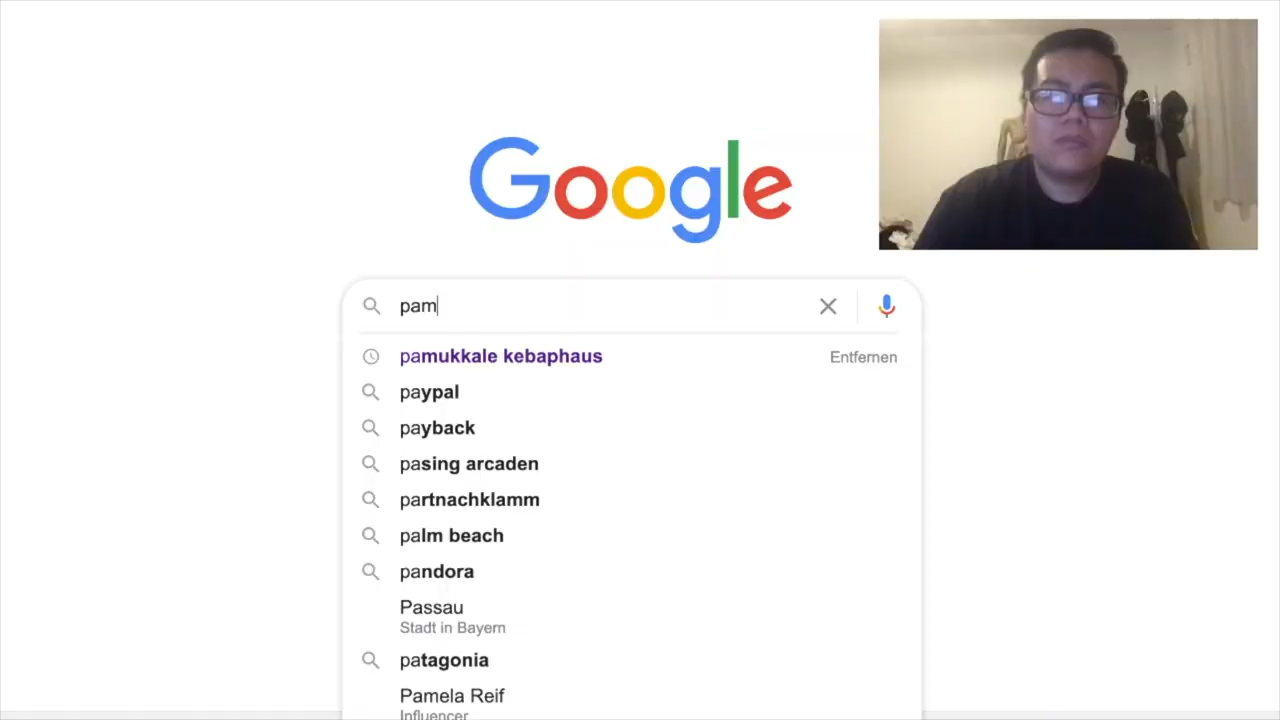 Google
pam
pamukkale kebaphaus
Entfernen
paypal
payback
pasing arcaden
partnachklamm
palm beach
pandora
Passau
Stadt in Bayern
patagonia
Pamela Reif
Influencer